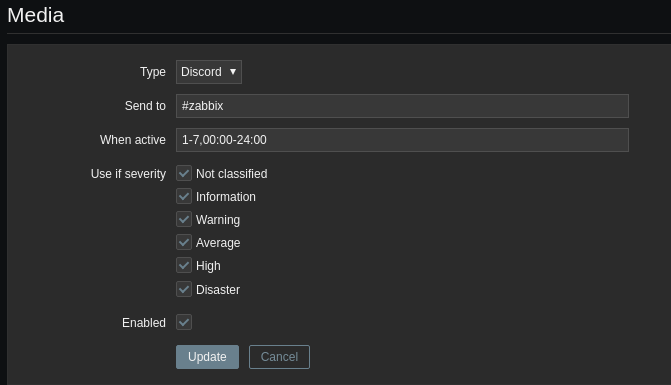 Media
Type Discord
Send to #zabbix
When active 1-7,00:00-24:00
Use if severity Not classified
Information
Warning
Average
High
Disaster
Enabled
Update Cancel